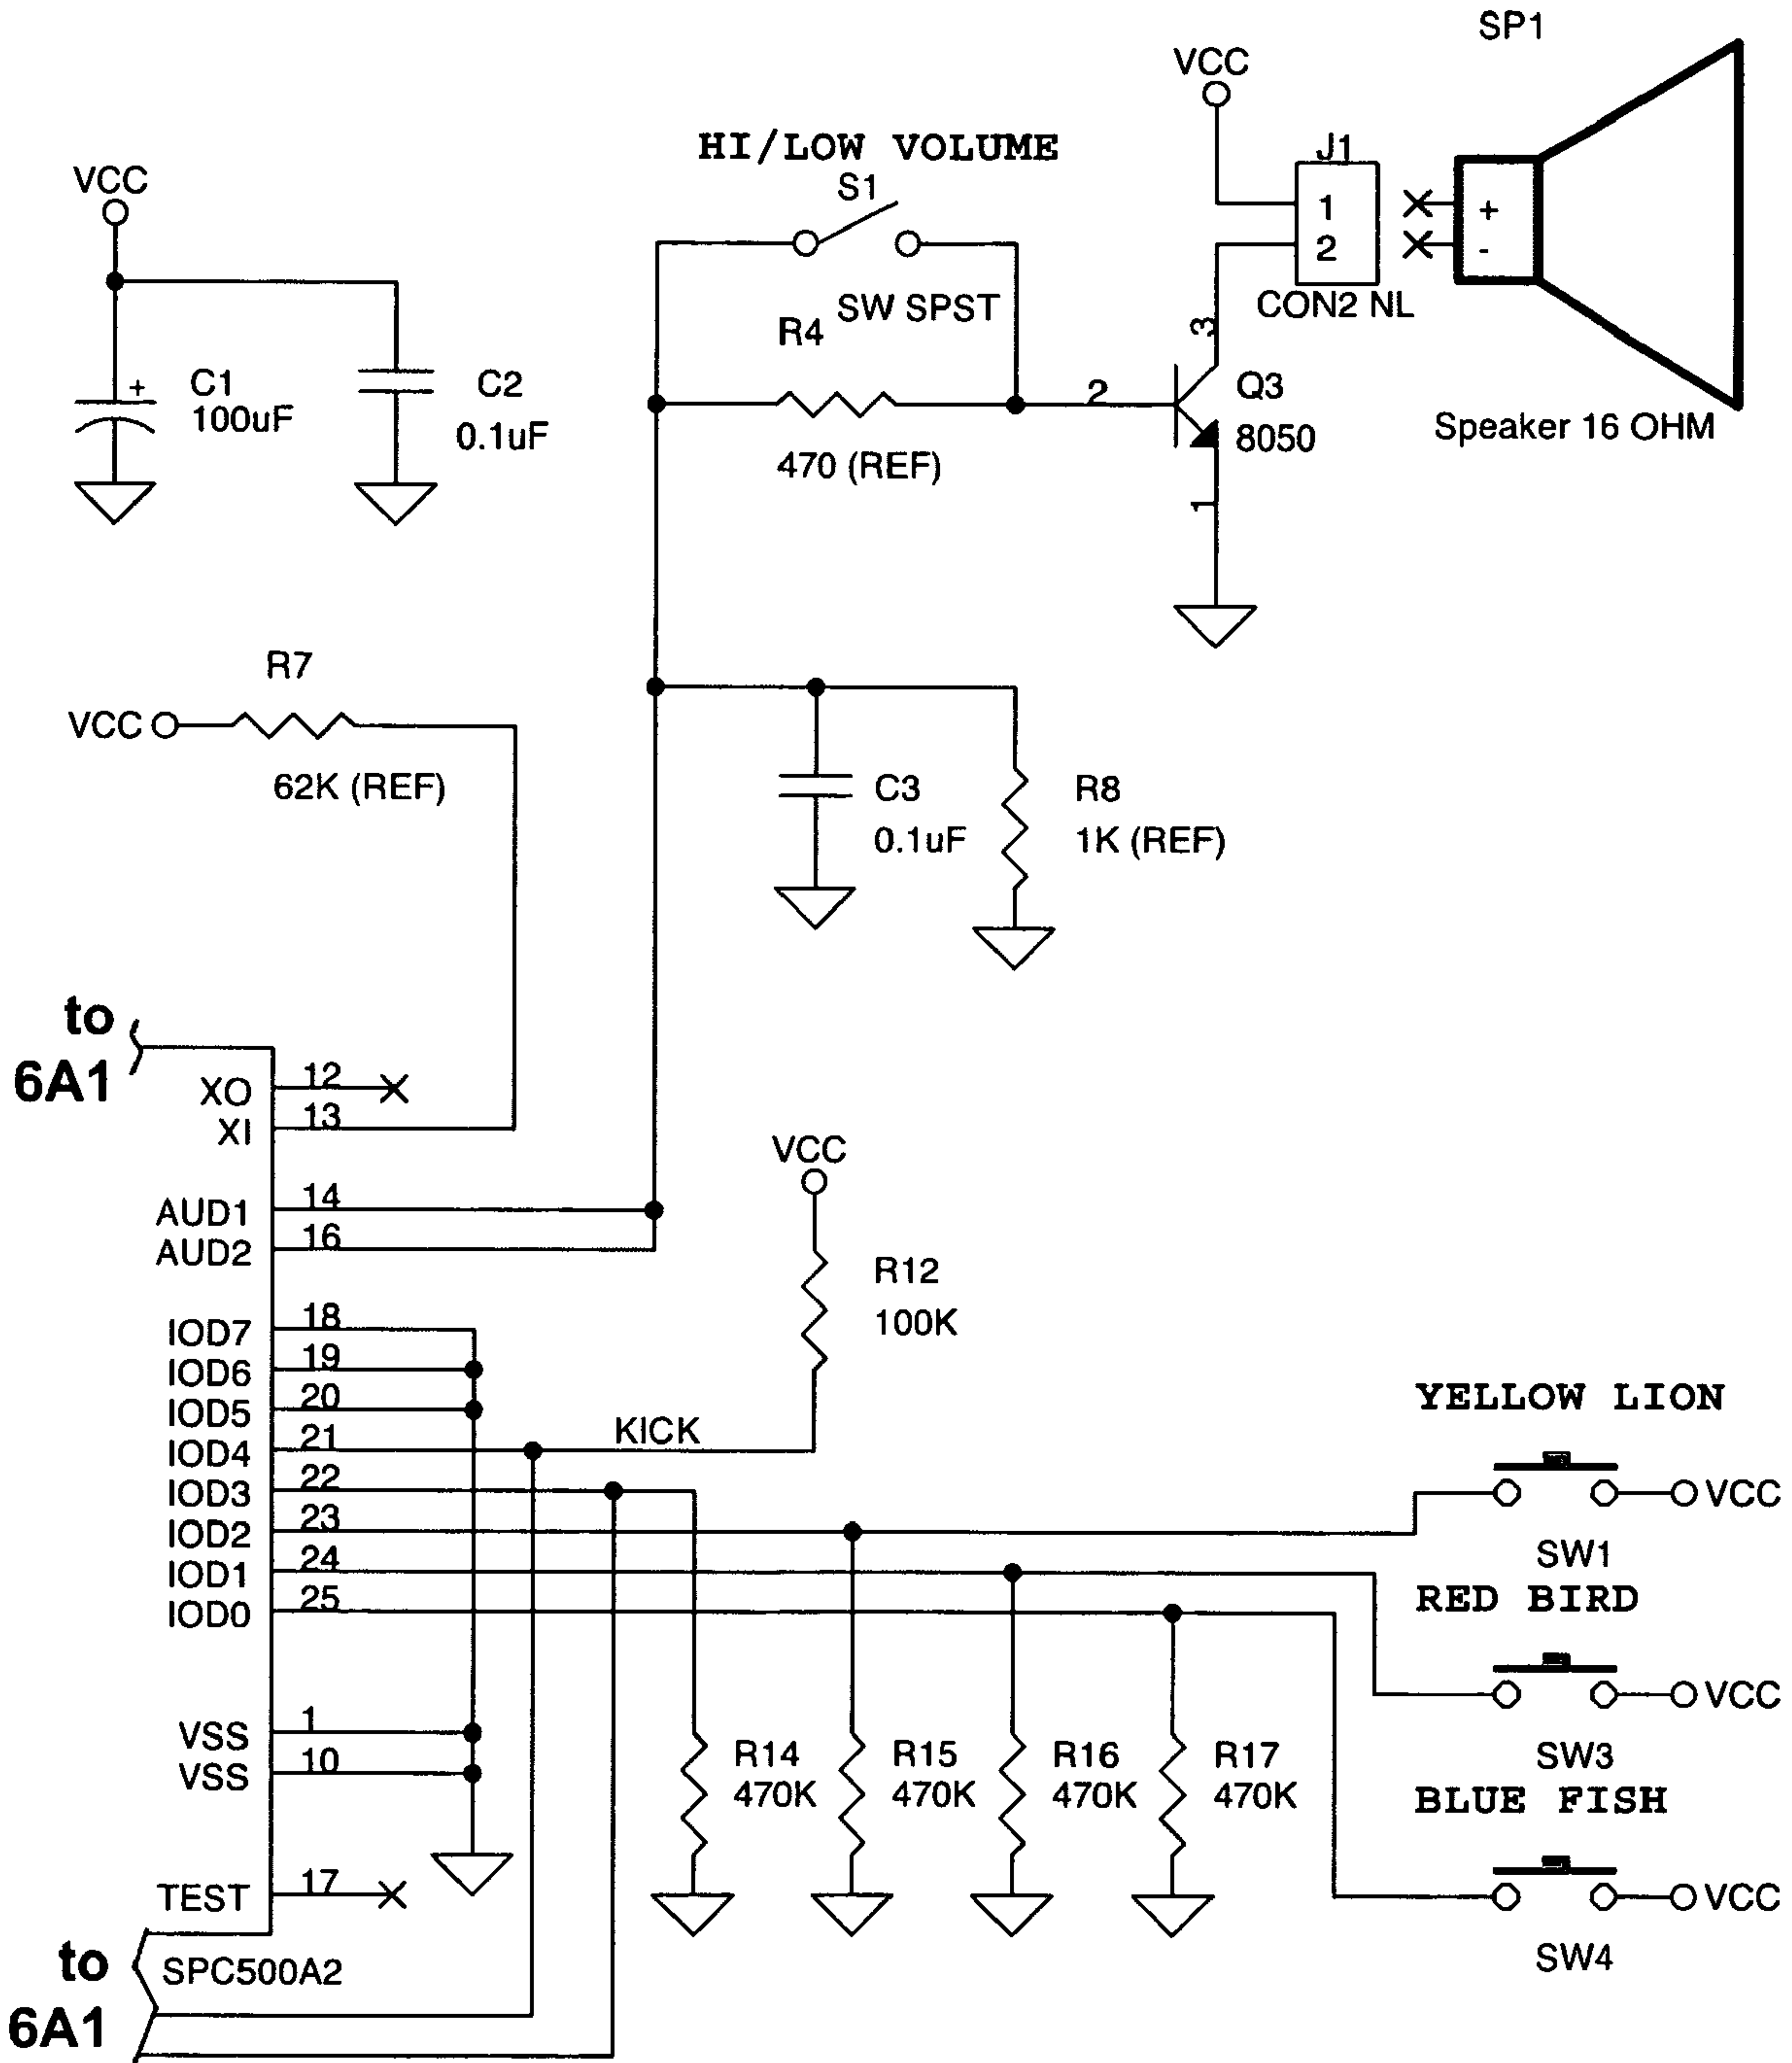 SP1
VCC
HI/LOW VOLUME
J1
S1
VCC
1
+
2
-
SW SPST
CON2 NL
R4
3
+
C1
100uF
C2
0.1uF
2
Q3
8050
Speaker 16 OHM
470 (REF)
1
R7
VCC
62K (REF)
C3
0.1uF
R8
1K (REF)
to
6A1
XO
12
XI
13
VCC
AUD1
14
AUD2
16
R12
100K
IOD7
18
IOD6
19
IOD5
20
IOD4
21
KICK
IOD3
22
IOD2
23
IOD1
24
IOD0
25
YELLOW LION
VCC
SW1
RED BIRD
VCC
SW3
BLUE FISH
VCC
SW4
VSS
1
VSS
10
R14
470K
R15
470K
R16
470K
R17
470K
TEST
17
SPC500A2
to
6A1